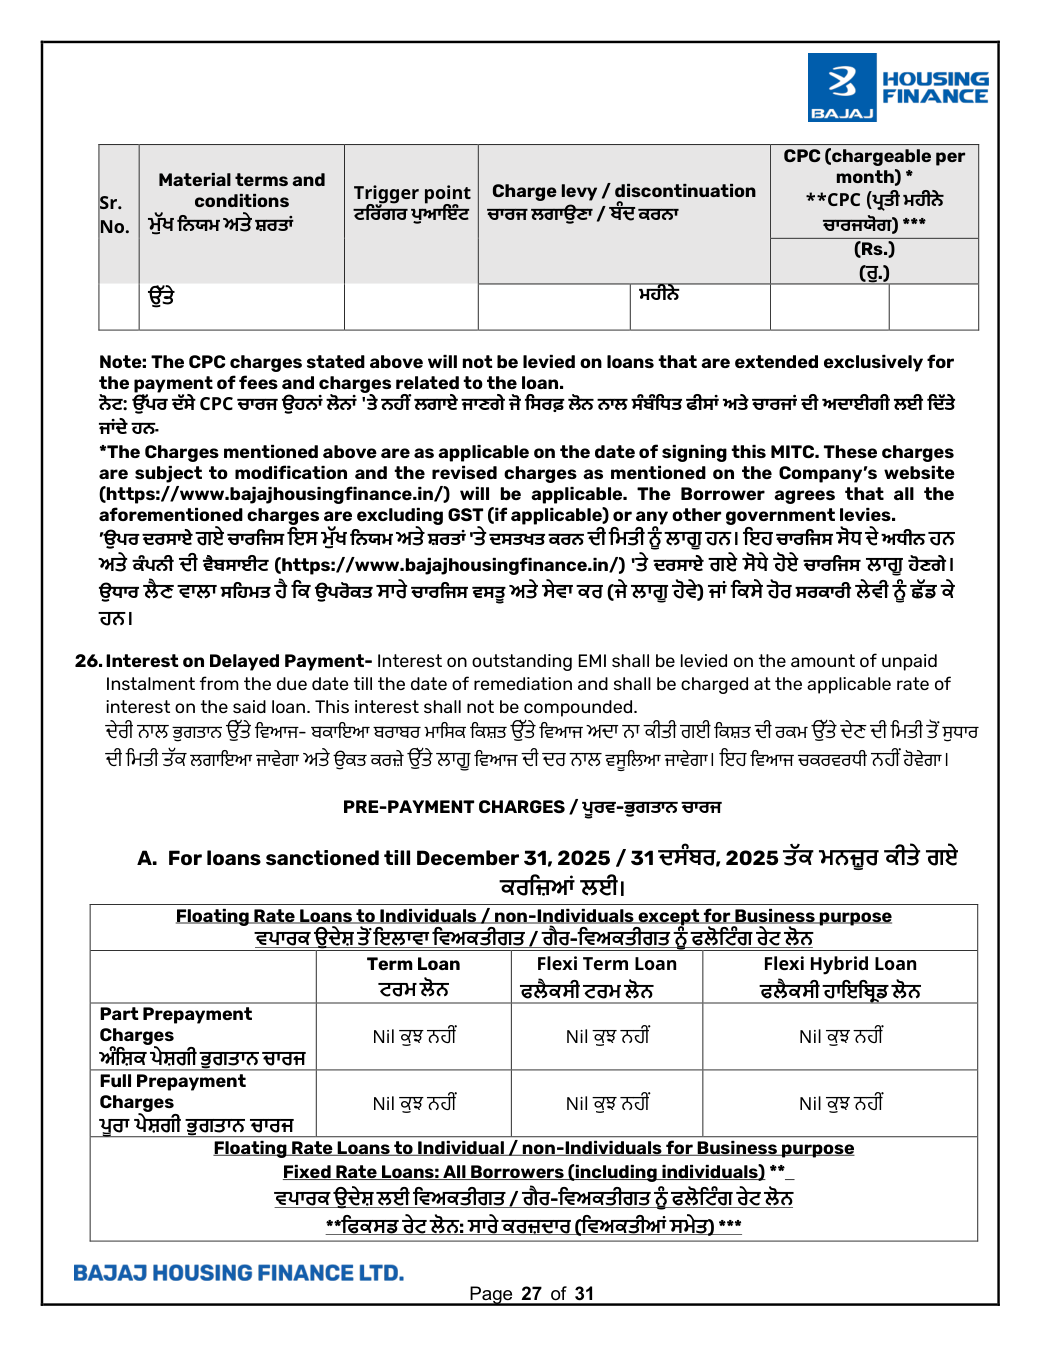 BAJAJ
HOUSING
FINANCE
Sr.
No.
Material terms and
conditions
ਮੁੱਖ ਨਿਯਮ ਅਤੇ ਸ਼ਰਤਾਂ
Trigger point
ਟਰਿੱਗਰ ਪੁਆਇੰਟ
Charge levy / discontinuation
ਚਾਰਜ ਲਗਾਉਣਾ / ਬੰਦ ਕਰਨਾ
CPC (chargeable per
month) *
**CPC (ਪ੍ਰਤੀ ਮਹੀਨੇ
ਚਾਰਜਯੋਗ) ***
(Rs.)
(ਰੁ.)
ਉੱਤੇ
ਮਹੀਨੇ
Note: The CPC charges stated above will not be levied on loans that are extended exclusively for
the payment of fees and charges related to the loan.
ਨੋਟ: ਉੱਪਰ ਦੱਸੇ CPC ਚਾਰਜ ਉਹਨਾਂ ਲੋਨਾਂ 'ਤੇ ਨਹੀਂ ਲਗਾਏ ਜਾਣਗੇ ਜੋ ਸਿਰਫ਼ ਲੋਨ ਨਾਲ ਸੰਬੰਧਿਤ ਫੀਸਾਂ ਅਤੇ ਚਾਰਜਾਂ ਦੀ ਅਦਾਈਗੀ ਲਈ ਦਿੱਤੇ
ਜਾਂਦੇ ਹਨ.
*The Charges mentioned above are as applicable on the date of signing this MITC. These charges
are subject to modification and the revised charges as mentioned on the Company’s website
(https://www.bajajhousingfinance.in/) will be applicable. The Borrower agrees that all the
aforementioned charges are excluding GST (if applicable) or any other government levies.
’ਉਪਰ ਦਰਸਾਏ ਗਏ ਚਾਰਜਿਸ ਇਸ ਮੁੱਖ ਨਿਯਮ ਅਤੇ ਸ਼ਰਤਾਂ 'ਤੇ ਦਸਤਖਤ ਕਰਨ ਦੀ ਮਿਤੀ ਨੂੰ ਲਾਗੂ ਹਨ। ਇਹ ਚਾਰਜਿਸ ਸੋਧ ਦੇ ਅਧੀਨ ਹਨ
ਅਤੇ ਕੰਪਨੀ ਦੀ ਵੈਬਸਾਈਟ (https://www.bajajhousingfinance.in/) 'ਤੇ ਦਰਸਾਏ ਗਏ ਸੋਧੇ ਹੋਏ ਚਾਰਜਿਸ ਲਾਗੂ ਹੋਣਗੇ।
ਉਧਾਰ ਲੈਣ ਵਾਲਾ ਸਹਿਮਤ ਹੈ ਕਿ ਉਪਰੋਕਤ ਸਾਰੇ ਚਾਰਜਿਸ ਵਸਤੂ ਅਤੇ ਸੇਵਾ ਕਰ (ਜੇ ਲਾਗੂ ਹੋਵੇ) ਜਾਂ ਕਿਸੇ ਹੋਰ ਸਰਕਾਰੀ ਲੇਵੀ ਨੂੰ ਛੱਡ ਕੇ
ਹਨ।
26. Interest on Delayed Payment- Interest on outstanding EMI shall be levied on the amount of unpaid
Instalment from the due date till the date of remediation and shall be charged at the applicable rate of
interest on the said loan. This interest shall not be compounded.
ਦੇਰੀ ਨਾਲ ਭੁਗਤਾਨ ਉੱਤੇ ਵਿਆਜ- ਬਕਾਇਆ ਬਰਾਬਰ ਮਾਸਿਕ ਕਿਸ਼ਤ ਉੱਤੇ ਵਿਆਜ ਅਦਾ ਨਾ ਕੀਤੀ ਗਈ ਕਿਸ਼ਤ ਦੀ ਰਕਮ ਉੱਤੇ ਦੇਣ ਦੀ ਮਿਤੀ ਤੋਂ ਸੁਧਾਰ
ਦੀ ਮਿਤੀ ਤੱਕ ਲਗਾਇਆ ਜਾਵੇਗਾ ਅਤੇ ਉਕਤ ਕਰਜ਼ੇ ਉੱਤੇ ਲਾਗੂ ਵਿਆਜ ਦੀ ਦਰ ਨਾਲ ਵਸੂਲਿਆ ਜਾਵੇਗਾ। ਇਹ ਵਿਆਜ ਚਕਰਵਰਧੀ ਨਹੀਂ ਹੋਵੇਗਾ।
PRE-PAYMENT CHARGES / ਪੂਰਵ-ਭੁਗਤਾਨ ਚਾਰਜ
A. For loans sanctioned till December 31, 2025 / 31 ਦਸੰਬਰ, 2025 ਤੱਕ ਮਨਜ਼ੂਰ ਕੀਤੇ ਗਏ
ਕਰਜ਼ਿਆਂ ਲਈ।
Floating Rate Loans to Individuals / non-Individuals except for Business purpose
ਵਪਾਰਕ ਉਦੇਸ਼ ਤੋਂ ਇਲਾਵਾ ਵਿਅਕਤੀਗਤ / ਗੈਰ-ਵਿਅਕਤੀਗਤ ਨੂੰ ਫਲੋਟਿੰਗ ਰੇਟ ਲੋਨ
Term Loan
ਟਰਮ ਲੋਨ
Flexi Term Loan
ਫਲੈਕਸੀ ਟਰਮ ਲੋਨ
Flexi Hybrid Loan
ਫਲੈਕਸੀ ਹਾਇਬ੍ਰਿਡ ਲੋਨ
Part Prepayment
Charges
ਅੰਸ਼ਿਕ ਪੇਸ਼ਗੀ ਭੁਗਤਾਨ ਚਾਰਜ
Nil ਕੁਝ ਨਹੀਂ
Nil ਕੁਝ ਨਹੀਂ
Nil ਕੁਝ ਨਹੀਂ
Full Prepayment
Charges
ਪੂਰਾ ਪੇਸ਼ਗੀ ਭੁਗਤਾਨ ਚਾਰਜ
Nil ਕੁਝ ਨਹੀਂ
Nil ਕੁਝ ਨਹੀਂ
Nil ਕੁਝ ਨਹੀਂ
Floating Rate Loans to Individual / non-Individuals for Business purpose
Fixed Rate Loans: All Borrowers (including individuals) **
ਵਪਾਰਕ ਉਦੇਸ਼ ਲਈ ਵਿਅਕਤੀਗਤ / ਗੈਰ-ਵਿਅਕਤੀਗਤ ਨੂੰ ਫਲੋਟਿੰਗ ਰੇਟ ਲੋਨ
**ਫਿਕਸਡ ਰੇਟ ਲੋਨ: ਸਾਰੇ ਕਰਜ਼ਦਾਰ (ਵਿਅਕਤੀਆਂ ਸਮੇਤ) ***
BAJAJ HOUSING FINANCE LTD.
Page 27 of 31